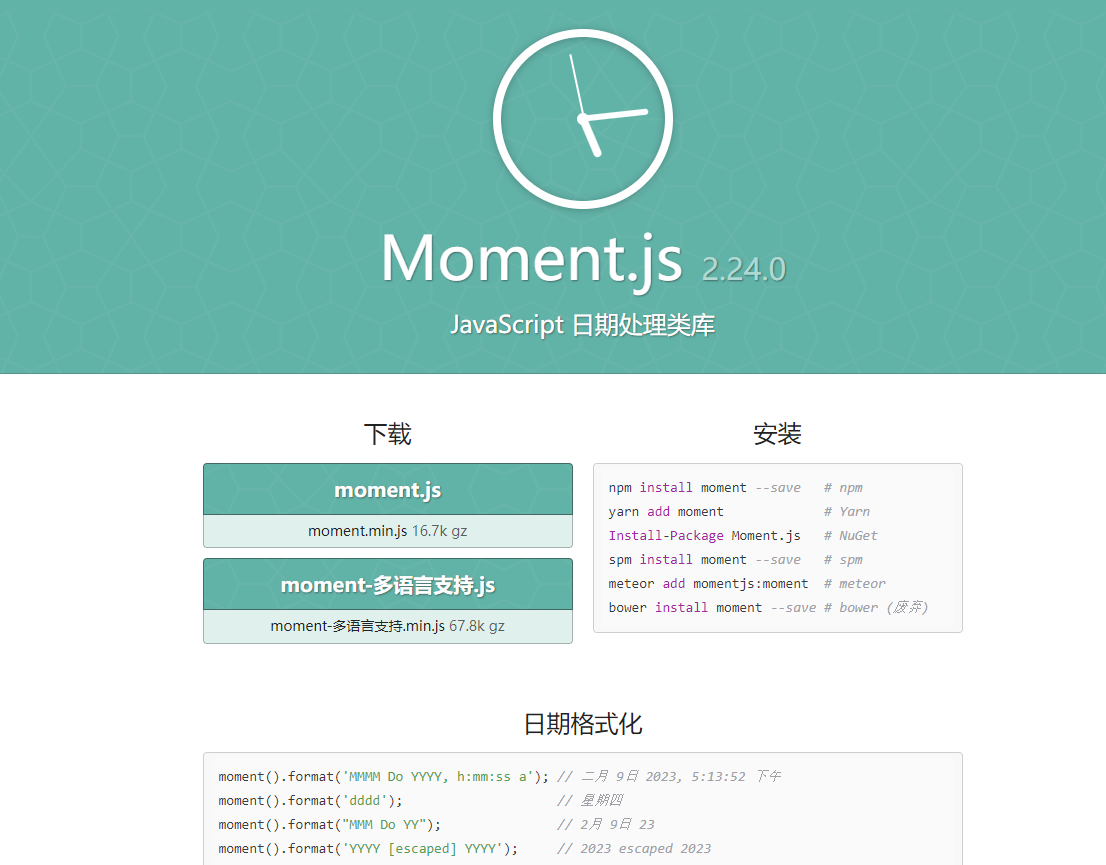 Moment.js 2.24.0
JavaScript 日期处理类库
下载
moment.js
moment.min.js 16.7k gz
moment-多语言支持.js
moment-多语言支持.min.js 67.8k gz
安装
npm install moment --save # npm
yarn add moment # Yarn
Install-Package Moment.js # NuGet
spm install moment --save # spm
meteor add momentjs:moment # meteor
bower install moment --save # bower (废弃)
日期格式化
moment().format('MMMM Do YYYY, h:mm:ss a'); // 二月 9日 2023, 5:13:52 下午
moment().format('dddd'); // 星期四
moment().format("MMM Do YY"); // 2月 9日 23
moment().format('YYYY [escaped] YYYY'); // 2023 escaped 2023